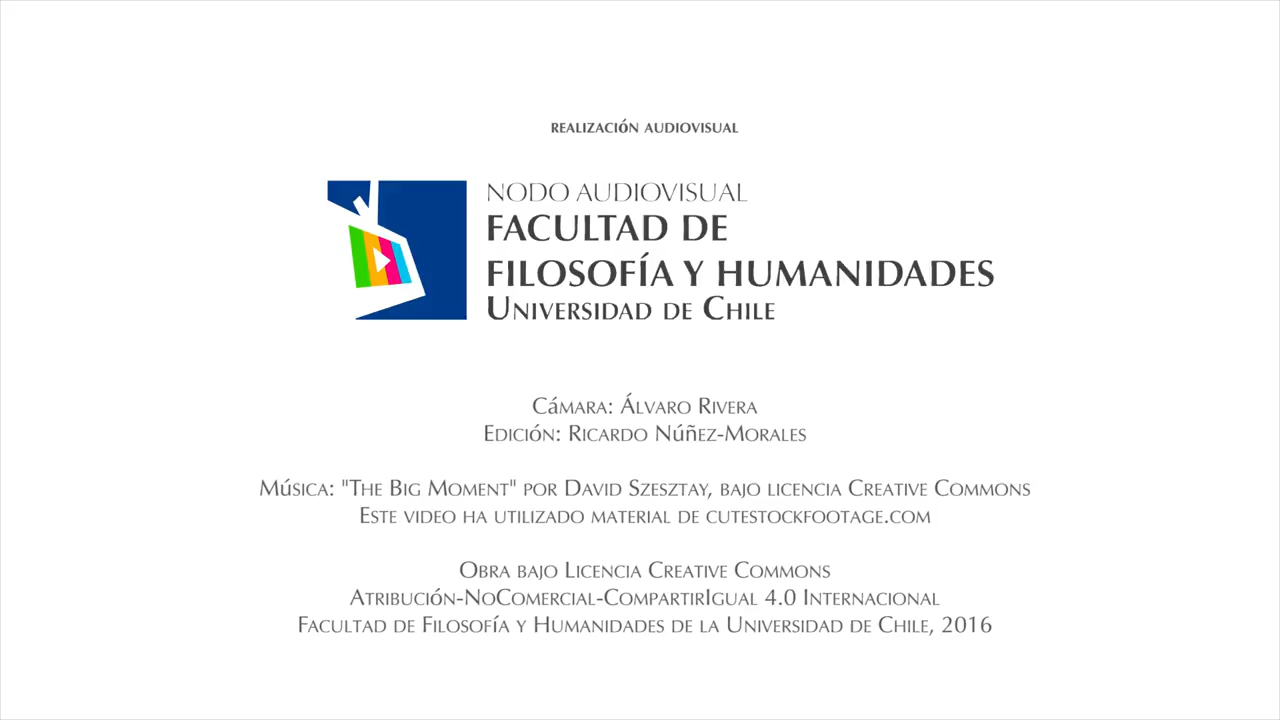 REALIZACIÓN AUDIOVISUAL
NODO AUDIOVISUAL
FACULTAD DE
FILOSOFÍA Y HUMANIDADES
UNIVERSIDAD DE CHILE
CÁMARA: ÁLVARO RIVERA
EDICIÓN: RICARDO NÚÑEZ-MORALES
MÚSICA: "THE BIG MOMENT" POR DAVID SZESZTAY, BAJO LICENCIA CREATIVE COMMONS
ESTE VIDEO HA UTILIZADO MATERIAL DE CUTESTOCKFOOTAGE.COM
OBRA BAJO LICENCIA CREATIVE COMMONS
ATRIBUCIÓN-NOCOMERCIAL-COMPARTIRIGUAL 4.0 INTERNACIONAL
FACULTAD DE FILOSOFÍA Y HUMANIDADES DE LA UNIVERSIDAD DE CHILE, 2016